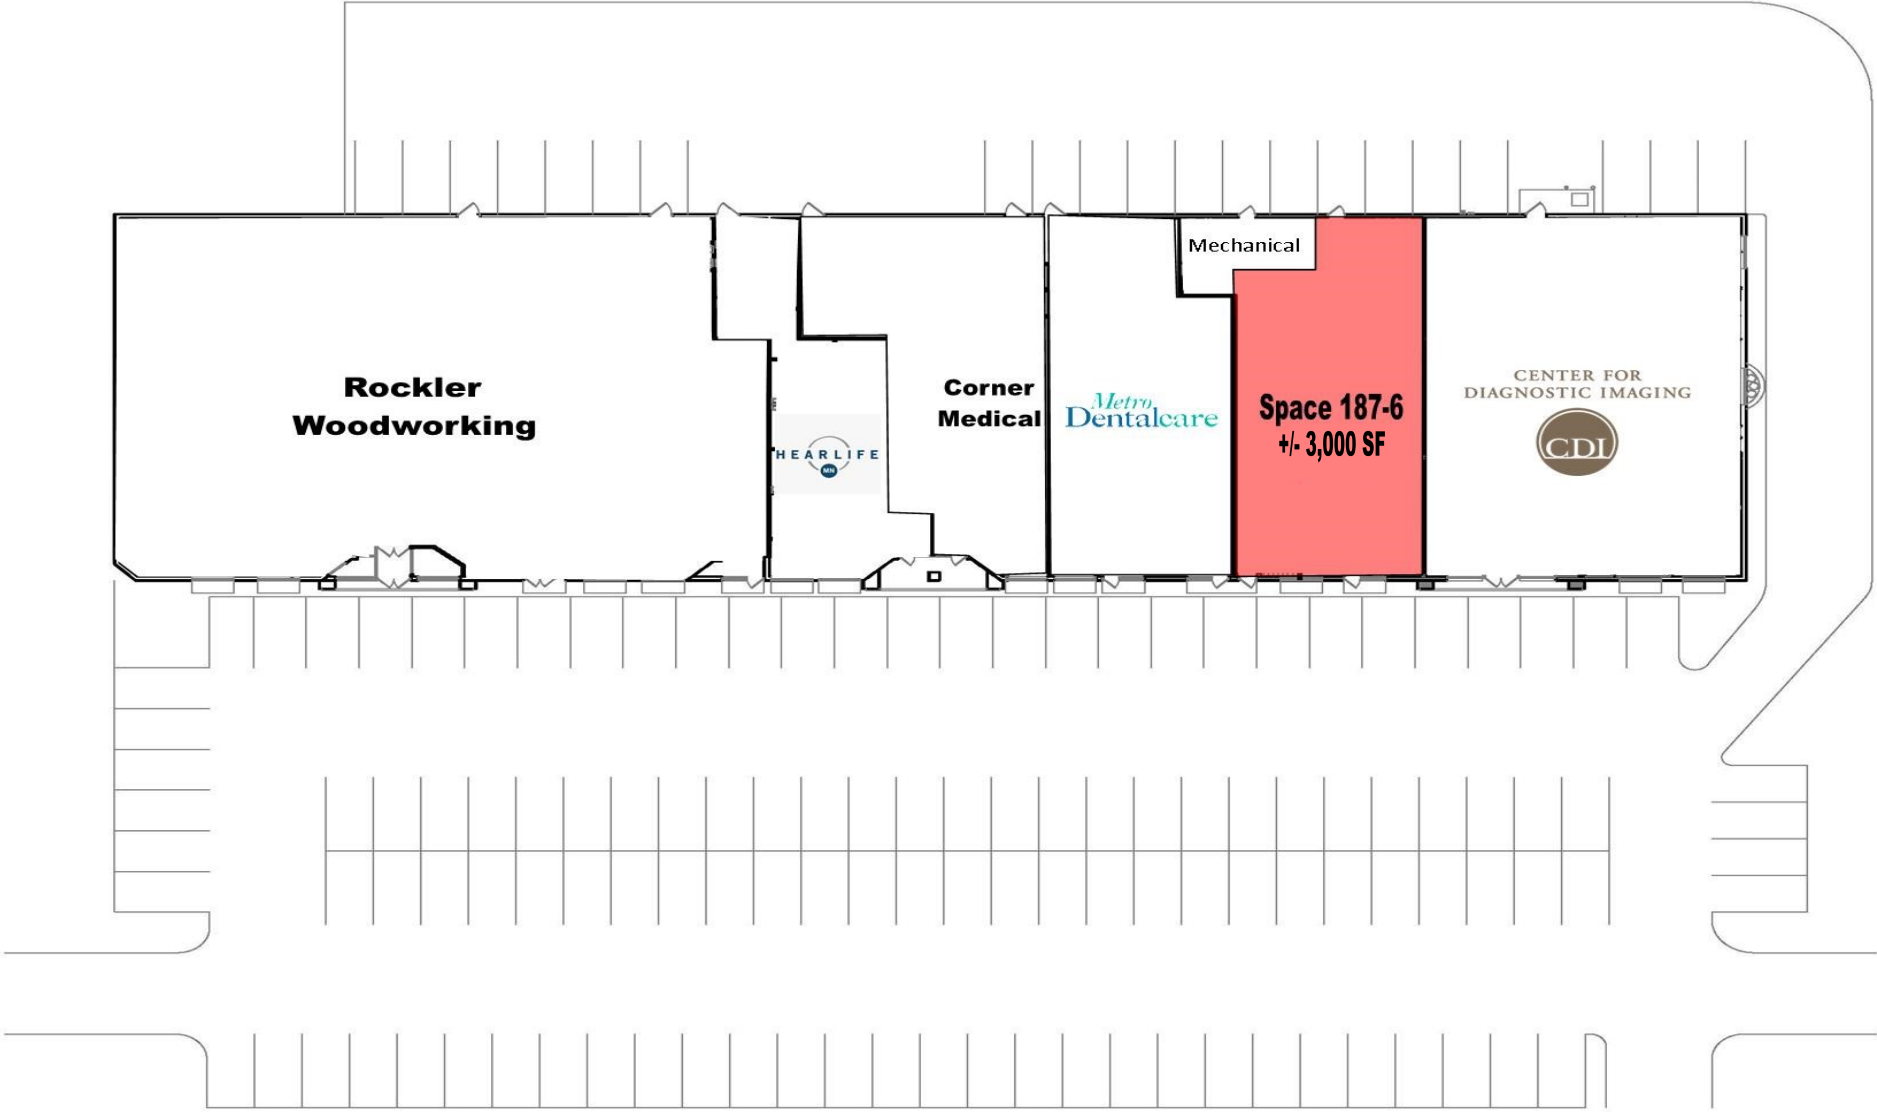 Mechanical
Rockler
Woodworking
HEARLIFE
MN
Corner
Medical
Metro
Dentalcare
Space 187-6
+/- 3,000 SF
CENTER FOR
DIAGNOSTIC IMAGING
CDI